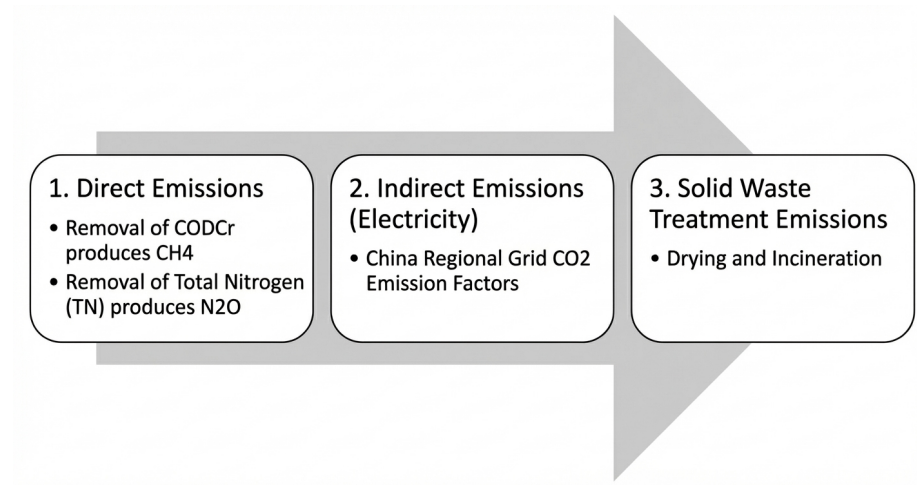 1. Direct Emissions
• Removal of CODCr
produces CH4
• Removal of Total Nitrogen
(TN) produces N2O
2. Indirect Emissions
(Electricity)
• China Regional Grid CO2
Emission Factors
3. Solid Waste
Treatment Emissions
• Drying and Incineration